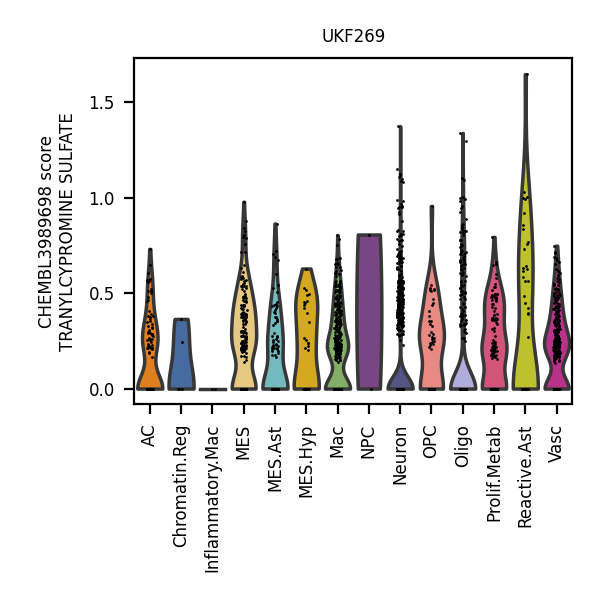 UKF269
CHEMBL3989698 score
TRANYLCYPROMINE SULFATE
1.5
1.0
0.5
0.0
AC
Chromatin.Reg
Inflammatory.Mac
MES
MES.Ast
MES.Hyp
Mac
NPC
Neuron
OPC
Oligo
Prolif.Metab
Reactive.Ast
Vasc